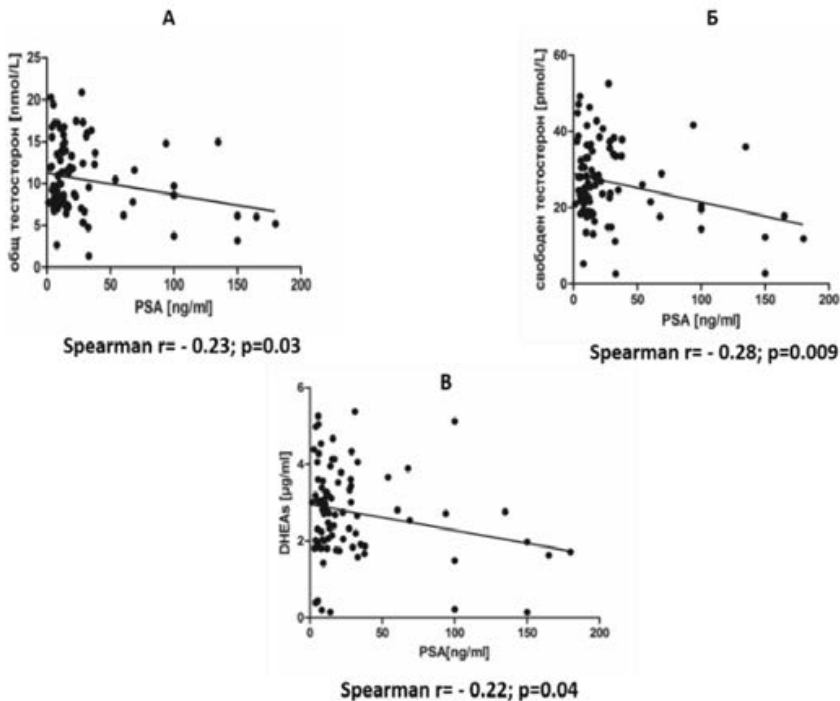 А
общ тестостерон [nmol/L]
25
20
15
10
5
0
0 50 100 150 200
PSA [ng/ml]
Spearman r= - 0.23; p=0.03
Б
свободен тестостерон [pmol/L]
60
40
20
0
0 50 100 150 200
PSA [ng/ml]
Spearman r= - 0.28; p=0.009
В
DHEAs [µg/ml]
6
4
2
0
0 50 100 150 200
PSA[ng/ml]
Spearman r= - 0.22; p=0.04